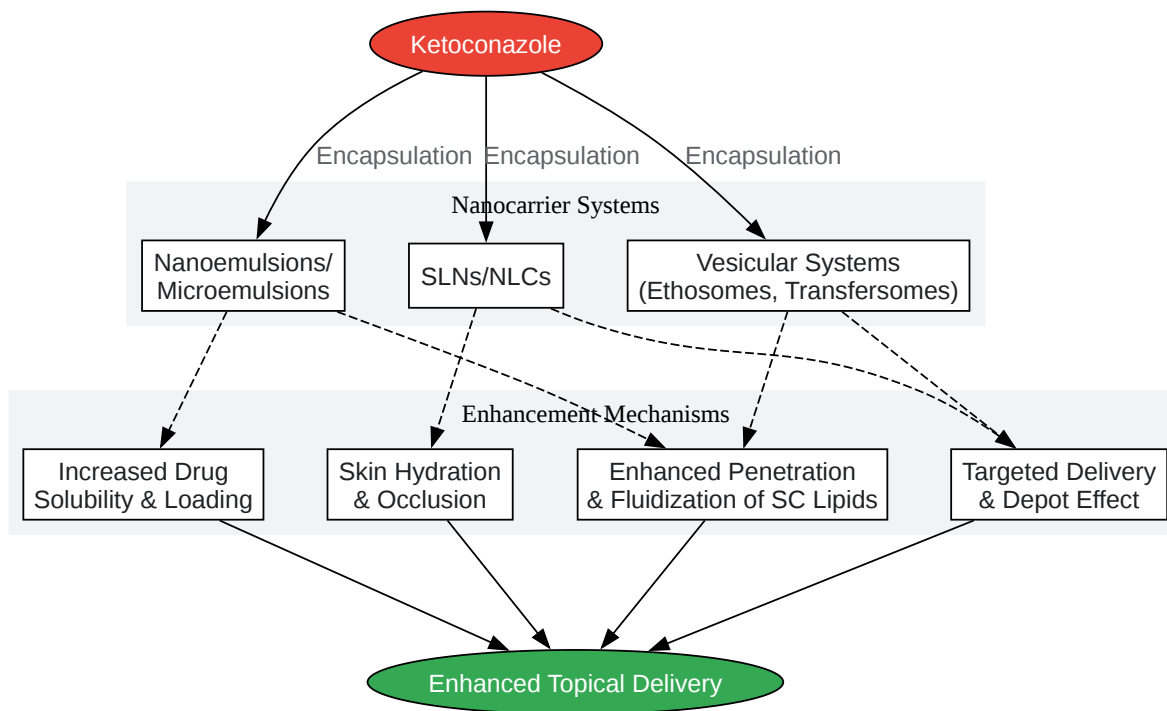 Ketoconazole
Encapsulation
Encapsulation
Encapsulation
Nanocarrier Systems
Nanoemulsions/
Microemulsions
SLNs/NLCs
Vesicular Systems
(Ethosomes, Transfersomes)
Enhancement Mechanisms
Increased Drug
Solubility & Loading
Skin Hydration
& Occlusion
Enhanced Penetration
& Fluidization of SC Lipids
Targeted Delivery
& Depot Effect
Enhanced Topical Delivery